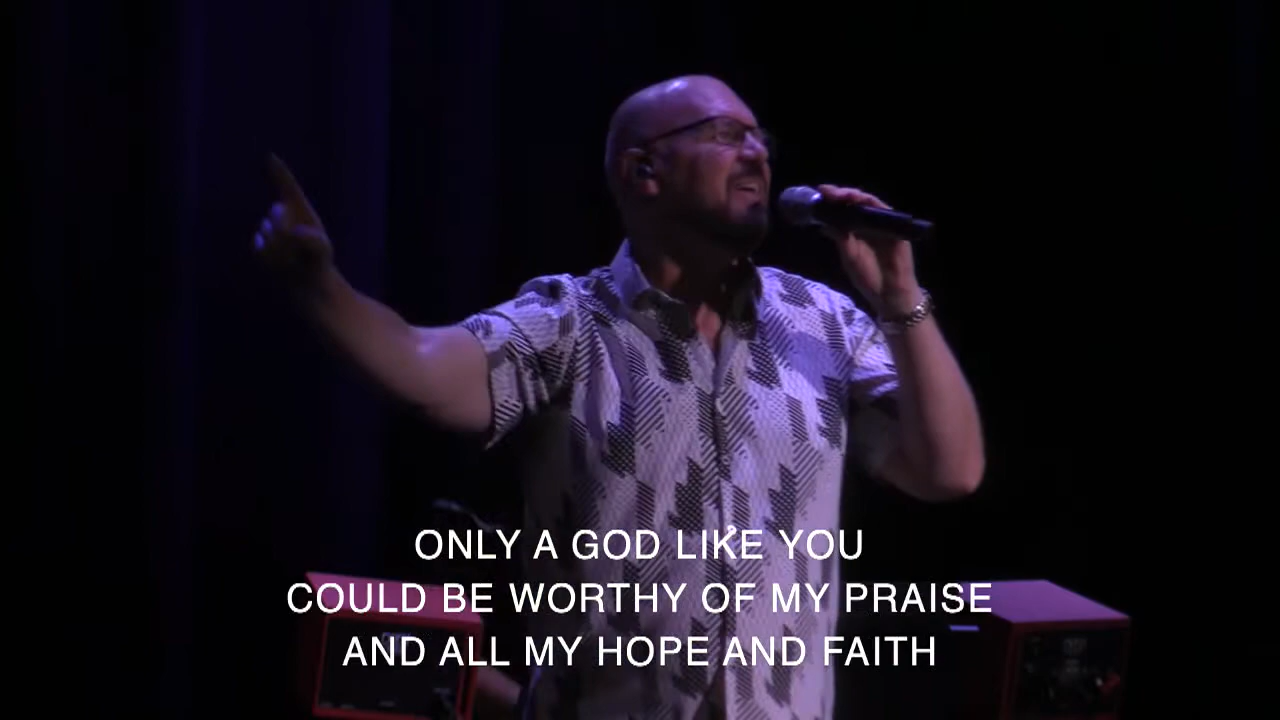 ONLY A GOD LIKE YOU
COULD BE WORTHY OF MY PRAISE
AND ALL MY HOPE AND FAITH